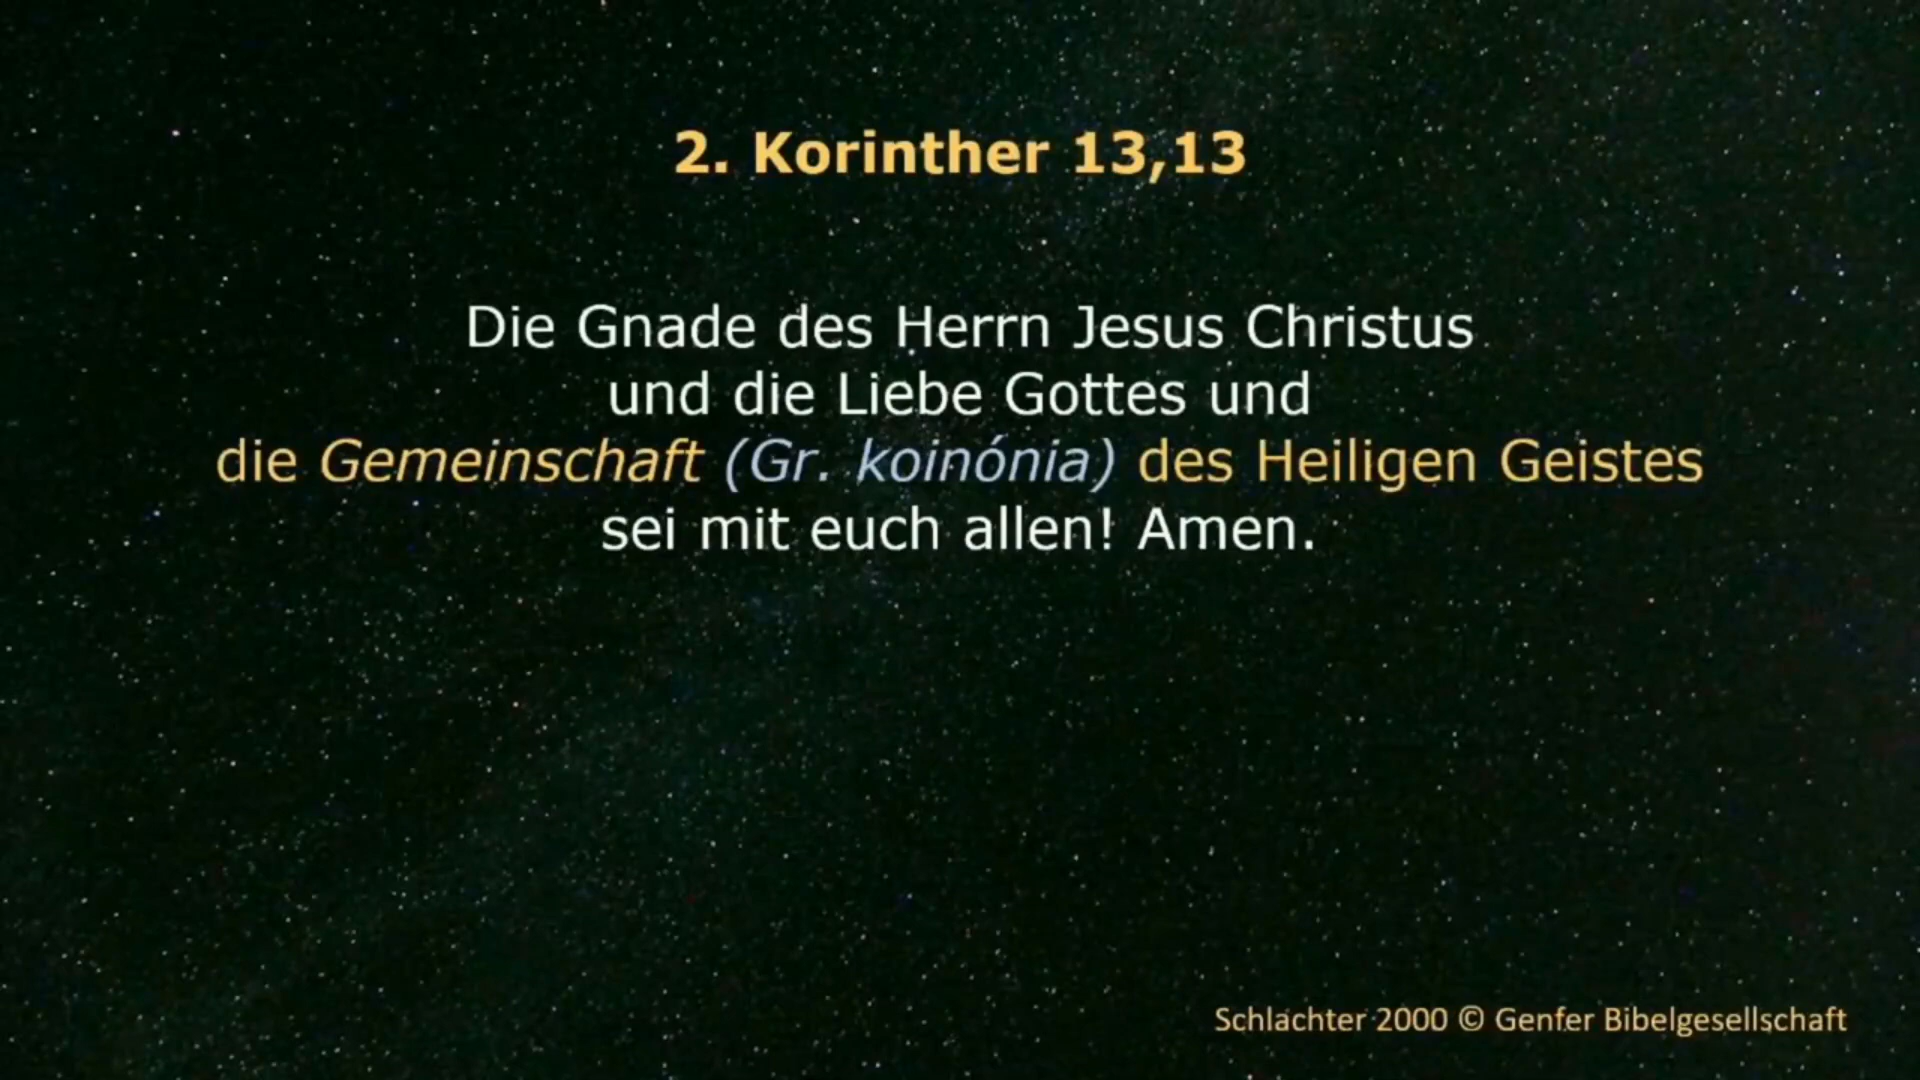 2. Korinther 13,13
Die Gnade des Herrn Jesus Christus
und die Liebe Gottes und
die Gemeinschaft (Gr. koinónia) des Heiligen Geistes
sei mit euch allen! Amen.
Schlachter 2000 © Genfer Bibelgesellschaft